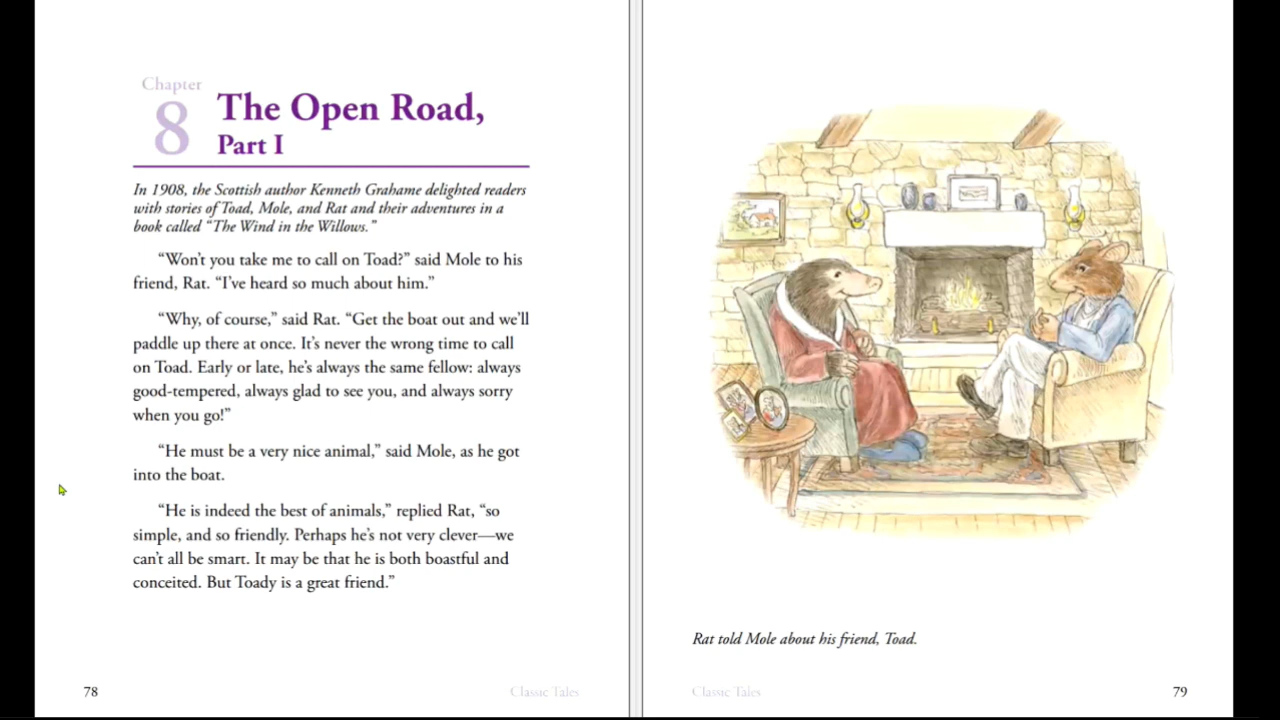 Chapter
8
The Open Road,
Part I
In 1908, the Scottish author Kenneth Grahame delighted readers
with stories of Toad, Mole, and Rat and their adventures in a
book called “The Wind in the Willows.”
“Won’t you take me to call on Toad?” said Mole to his
friend, Rat. “I’ve heard so much about him.”
“Why, of course,” said Rat. “Get the boat out and we’ll
paddle up there at once. It’s never the wrong time to call
on Toad. Early or late, he’s always the same fellow: always
good-tempered, always glad to see you, and always sorry
when you go!”
“He must be a very nice animal,” said Mole, as he got
into the boat.
“He is indeed the best of animals,” replied Rat, “so
simple, and so friendly. Perhaps he’s not very clever—we
can’t all be smart. It may be that he is both boastful and
conceited. But Toady is a great friend.”
78
Classic Tales
Rat told Mole about his friend, Toad.
Classic Tales
79